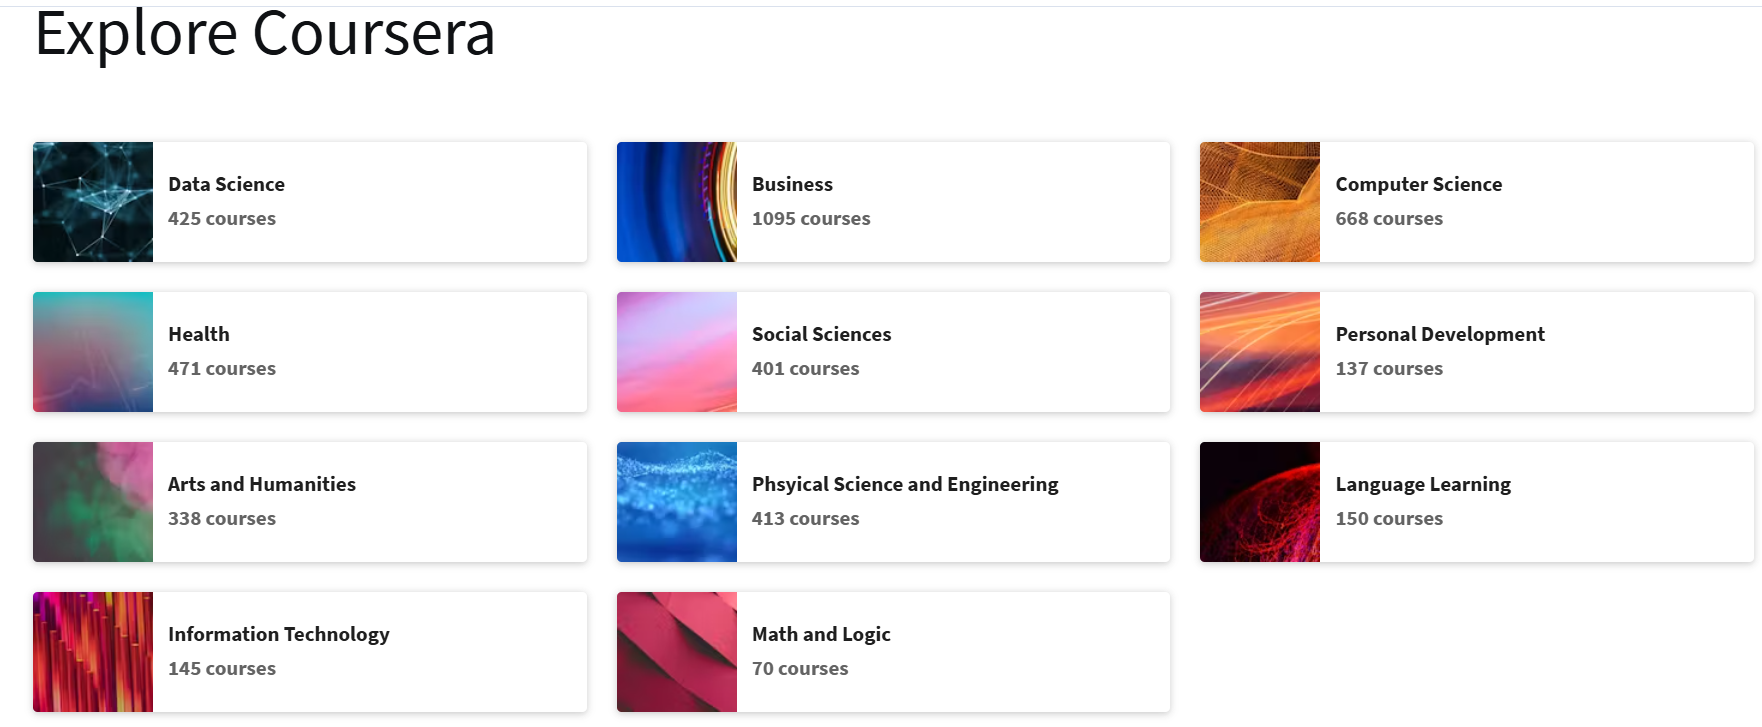 Explore Coursera
Data Science
425 courses
Business
1095 courses
Computer Science
668 courses
Health
471 courses
Social Sciences
401 courses
Personal Development
137 courses
Arts and Humanities
338 courses
Phsyical Science and Engineering
413 courses
Language Learning
150 courses
Information Technology
145 courses
Math and Logic
70 courses